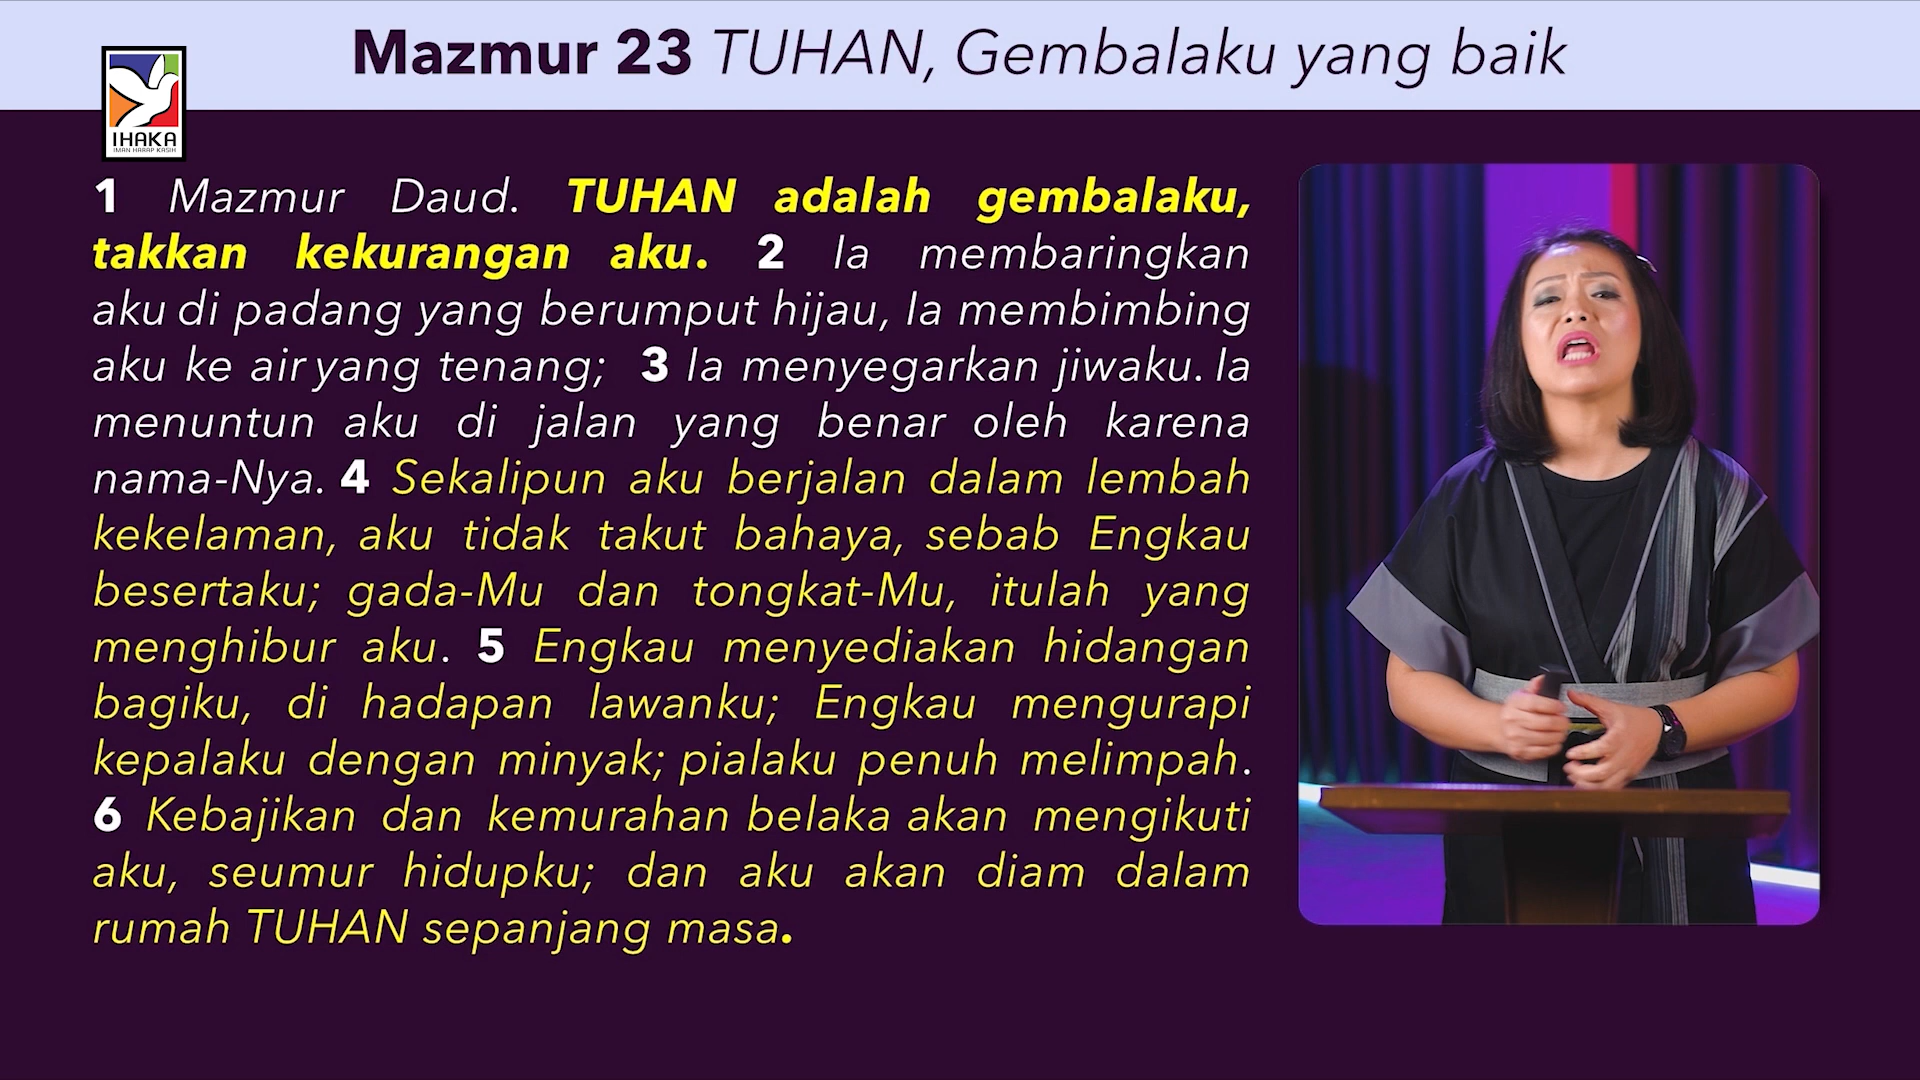 Mazmur 23 TUHAN, Gembalaku yang baik
IHAKA
IMAN HARAP KASIH
1 Mazmur Daud. TUHAN adalah gembalaku,
takkan kekurangan aku. 2 Ia membaringkan
aku di padang yang berumput hijau, Ia membimbing
aku ke air yang tenang; 3 Ia menyegarkan jiwaku. Ia
menuntun aku di jalan yang benar oleh karena
nama-Nya. 4 Sekalipun aku berjalan dalam lembah
kekelaman, aku tidak takut bahaya, sebab Engkau
besertaku; gada-Mu dan tongkat-Mu, itulah yang
menghibur aku. 5 Engkau menyediakan hidangan
bagiku, di hadapan lawanku; Engkau mengurapi
kepalaku dengan minyak; pialaku penuh melimpah.
6 Kebajikan dan kemurahan belaka akan mengikuti
aku, seumur hidupku; dan aku akan diam dalam
rumah TUHAN sepanjang masa.